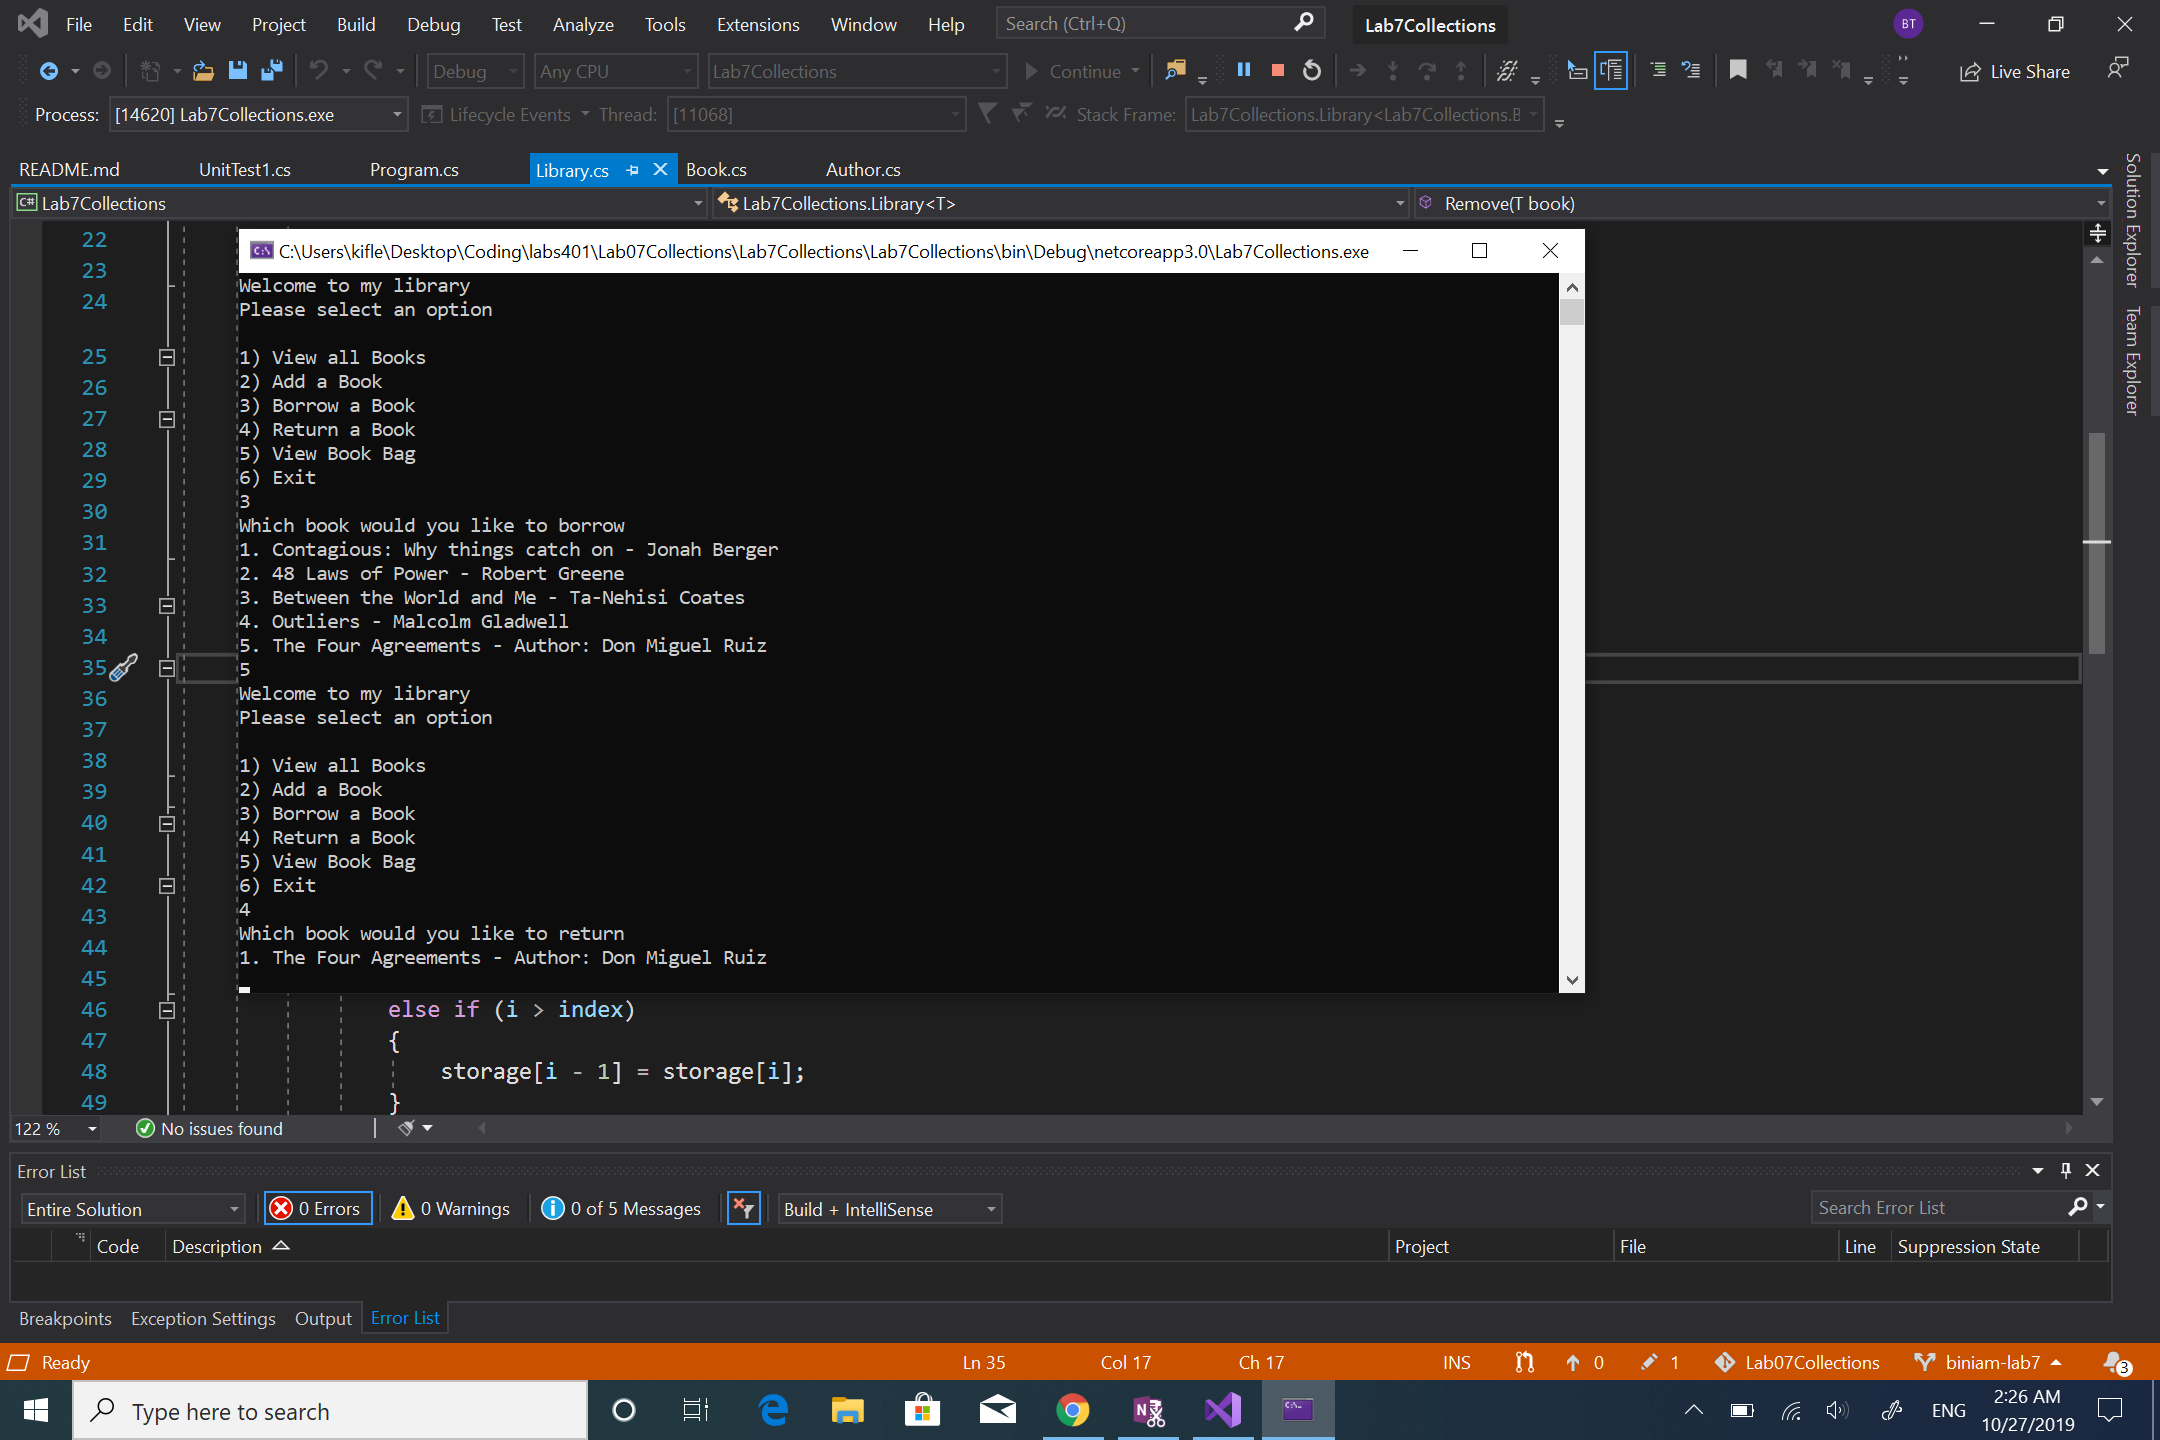 File Edit View Project Build Debug Test Analyze Tools Extensions Window Help Search (Ctrl+Q) Lab7Collections BT
Debug Any CPU Lab7Collections Continue Live Share
Process: [14620] Lab7Collections.exe Lifecycle Events Thread: [11068] Stack Frame: Lab7Collections.Library<Lab7Collections.B
README.md UnitTest1.cs Program.cs Library.cs Book.cs Author.cs
C# Lab7Collections Lab7Collections.Library<T> Remove(T book)
Solution Explorer
Team Explorer
C:\Users\kifle\Desktop\Coding\labs401\Lab07Collections\Lab7Collections\Lab7Collections\bin\Debug\netcoreapp3.0\Lab7Collections.exe
Welcome to my library
Please select an option
1) View all Books
2) Add a Book
3) Borrow a Book
4) Return a Book
5) View Book Bag
6) Exit
3
Which book would you like to borrow
1. Contagious: Why things catch on - Jonah Berger
2. 48 Laws of Power - Robert Greene
3. Between the World and Me - Ta-Nehisi Coates
4. Outliers - Malcolm Gladwell
5. The Four Agreements - Author: Don Miguel Ruiz
5
Welcome to my library
Please select an option
1) View all Books
2) Add a Book
3) Borrow a Book
4) Return a Book
5) View Book Bag
6) Exit
4
Which book would you like to return
1. The Four Agreements - Author: Don Miguel Ruiz
22
23
24
25
26
27
28
29
30
31
32
33
34
35
36
37
38
39
40
41
42
43
44
45
46 else if (i > index)
47 {
48 storage[i - 1] = storage[i];
49 }
122 % No issues found
Error List
Entire Solution 0 Errors 0 Warnings 0 of 5 Messages Build + IntelliSense Search Error List
Code Description Project File Line Suppression State
Breakpoints Exception Settings Output Error List
Ready Ln 35 Col 17 Ch 17 INS 0 1 Lab07Collections biniam-lab7 3
Type here to search ENG 2:26 AM
10/27/2019